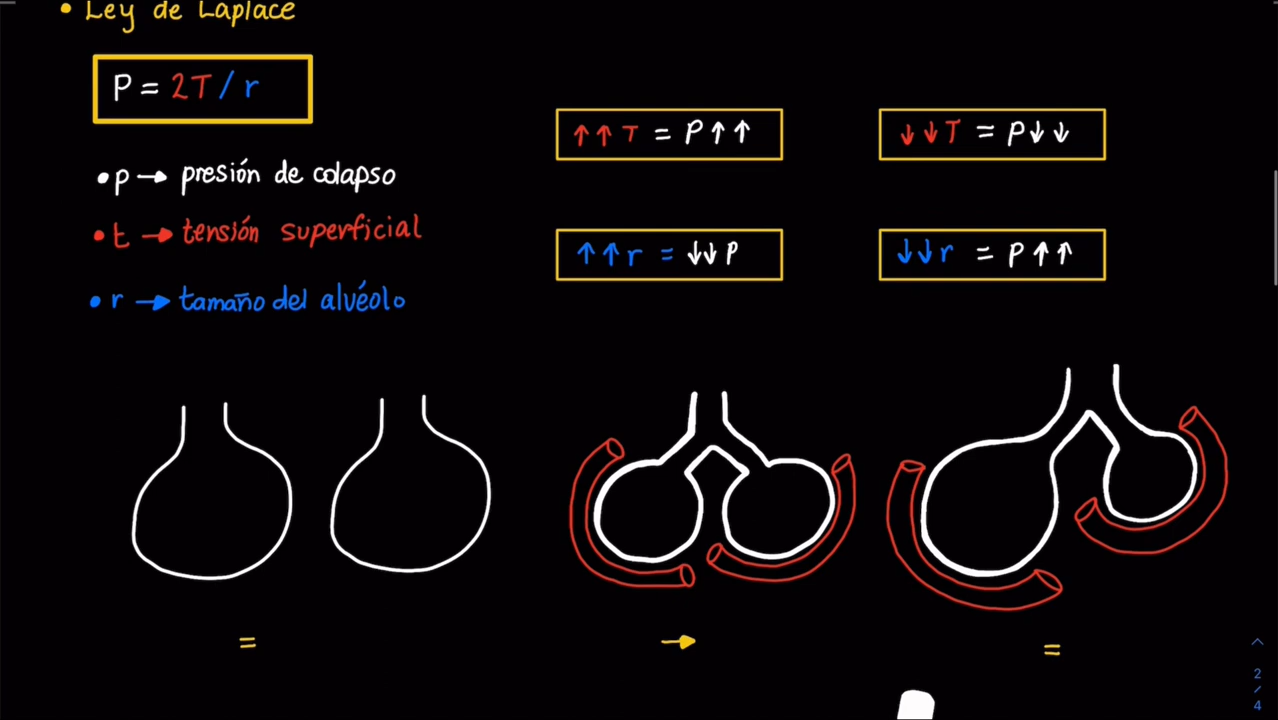 • Ley de Laplace
P = 2T / r
• p → presión de colapso
• t → tensión superficial
• r → tamaño del alvéolo
↑↑T = P↑↑
↓↓T = P↓↓
↑↑r = ↓↓P
↓↓r = P↑↑
=
→
=
2
/
4